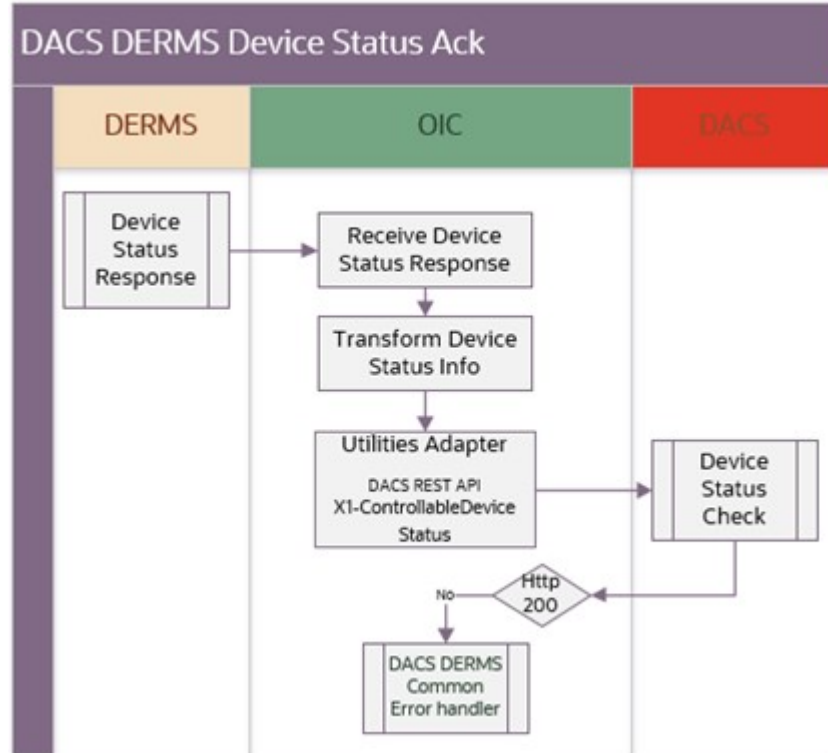 DACS DERMS Device Status Ack
DERMS
OIC
DACS
Device
Status
Response
Receive Device
Status Response
Transform Device
Status Info
Utilities Adapter
DACS REST API
X1-ControllableDevice
Status
Device
Status
Check
Http
200
No
DACS DERMS
Common
Error handler